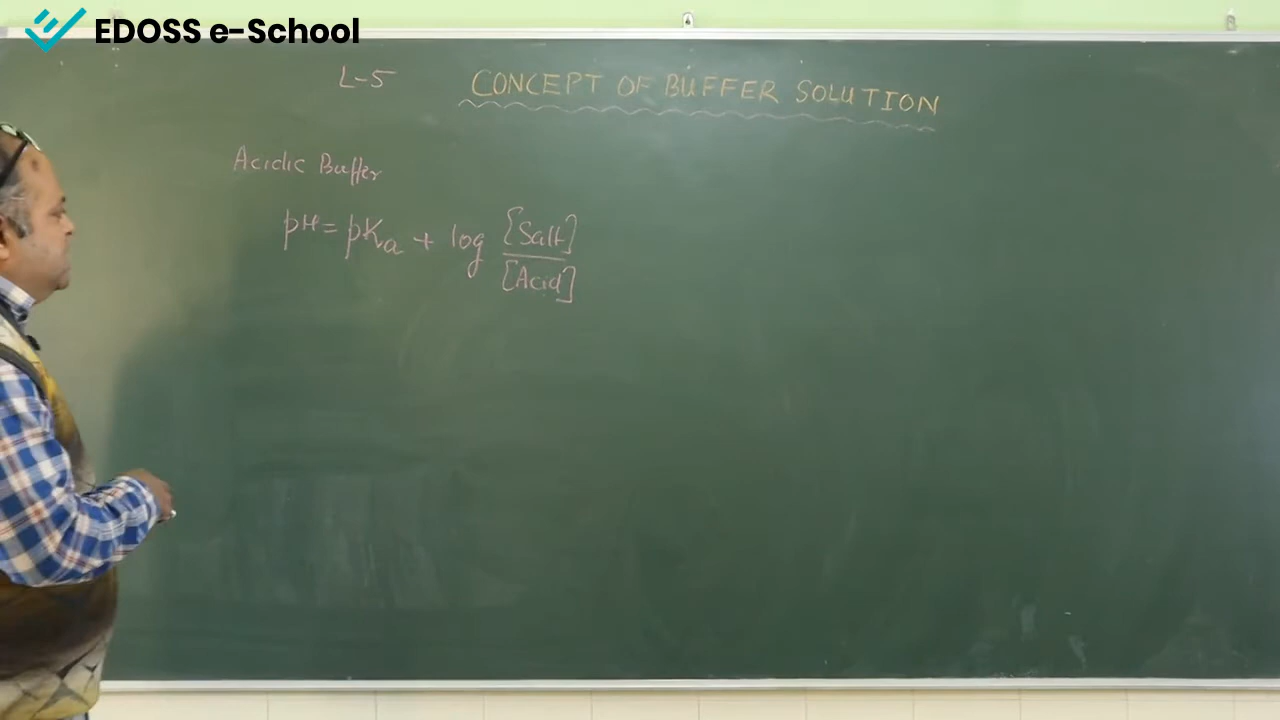 EDOSS e-School
L-5 CONCEPT OF BUFFER SOLUTION
Acidic Buffer
pH = pKa + log [Salt]
[Acid]